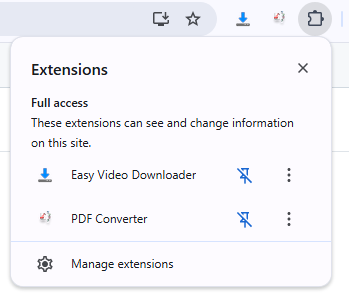 Extensions
Full access
These extensions can see and change information
on this site.
Easy Video Downloader
PDF Converter
Manage extensions